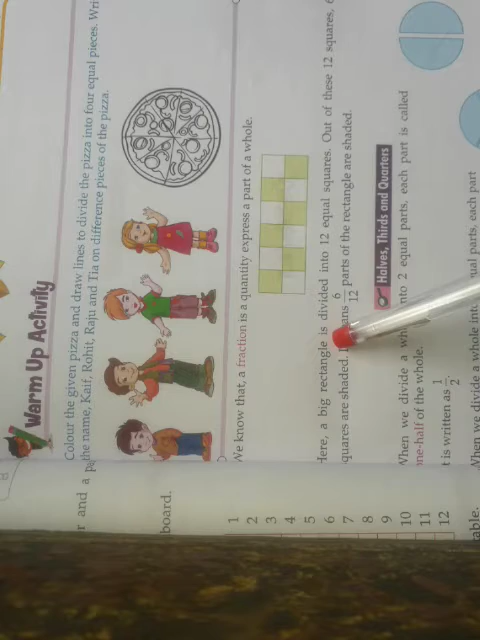 r and a pa
board.
1
2
3
4
5
6
7
8
9
10
11
12
table.
Warm Up Activity
Colour the given pizza and draw lines to divide the pizza into four equal pieces. Wri
the name, Kaif, Rohit, Raju and Tia on difference pieces of the pizza.
We know that, a fraction is a quantity express a part of a whole.
Here, a big rectangle is divided into 12 equal squares. Out of these 12 squares, 6
squares are shaded. 6/12 parts of the rectangle are shaded.
Halves, Thirds and Quarters
When we divide a into 2 equal parts, each part is called
one-half of the whole.
It is written as 1/2.
When we divide a whole into equal parts, each part